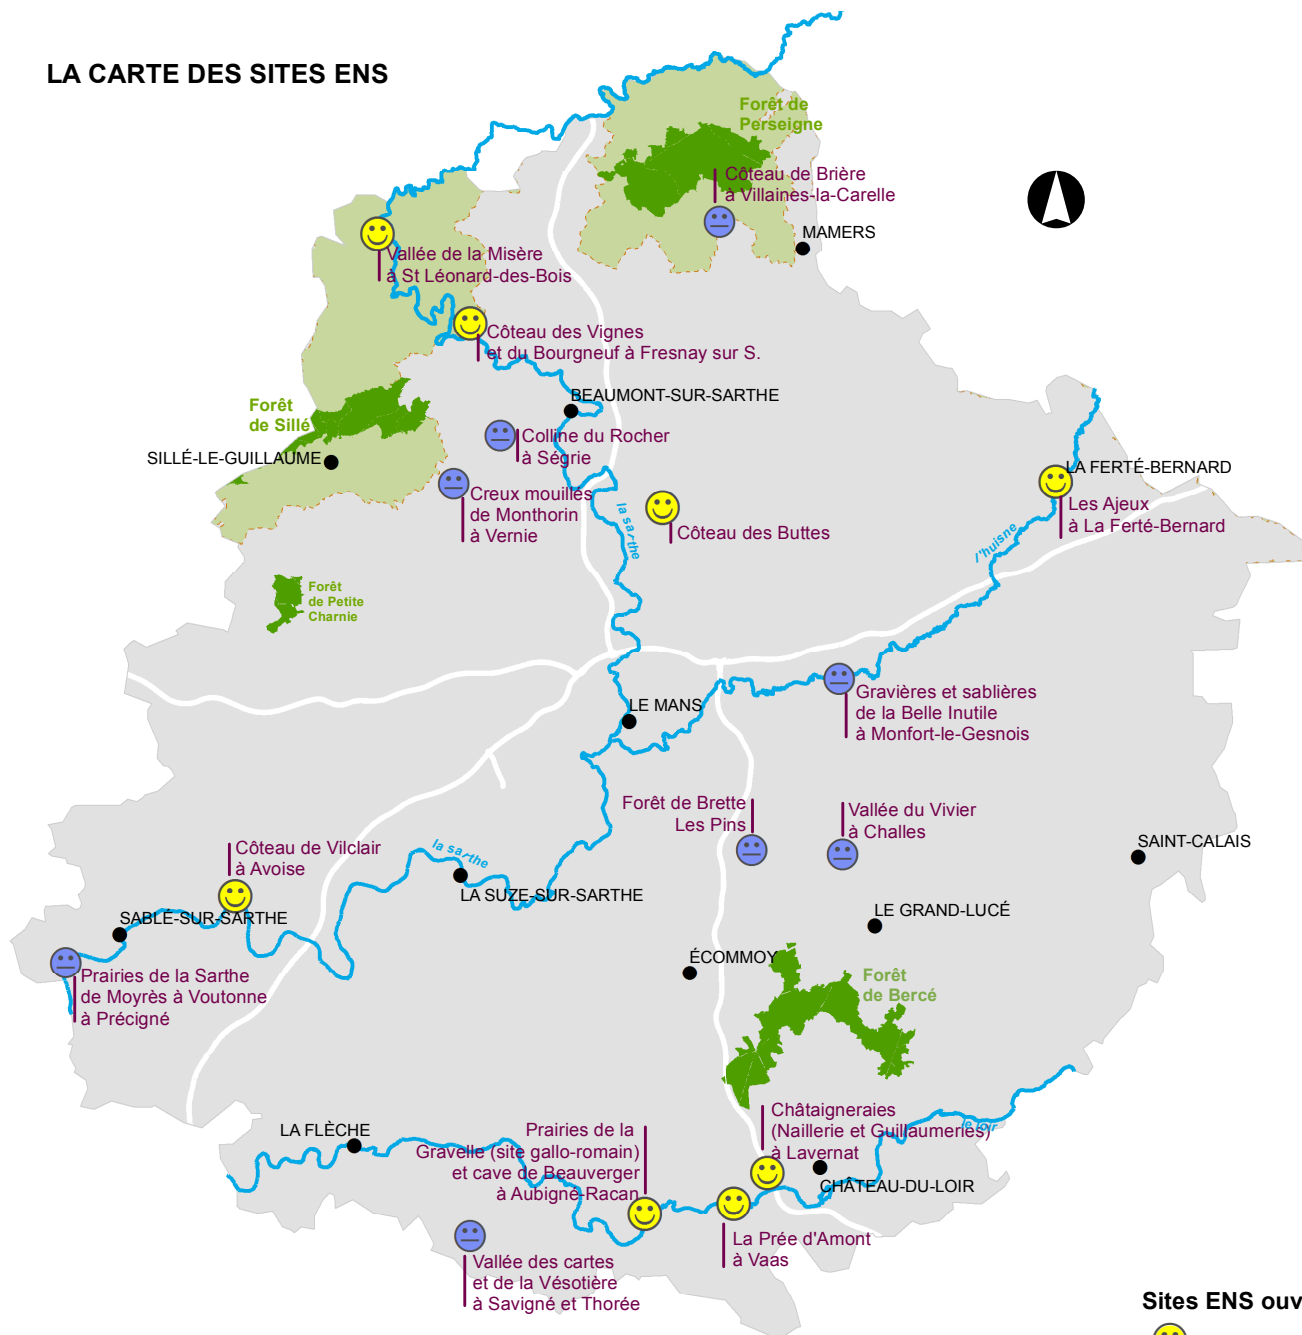 LA CARTE DES SITES ENS
Forêt de
Perseigne
Côteau de Brière
à Villaines-la-Carelle
MAMERS
Vallée de la Misère
à St Léonard-des-Bois
Côteau des Vignes
et du Bourgneuf à Fresnay sur S.
BEAUMONT-SUR-SARTHE
Forêt
de Sillé
SILLÉ-LE-GUILLAUME
Colline du Rocher
à Ségrie
Creux mouillés
de Monthorin
à Vernie
la sarthe
Côteau des Buttes
LA FERTÉ-BERNARD
Les Ajeux
à La Ferté-Bernard
l'huisne
Forêt
de Petite
Charnie
LE MANS
Gravières et sablières
de la Belle Inutile
à Monfort-le-Gesnois
Forêt de Brette
Les Pins
Vallée du Vivier
à Challes
SAINT-CALAIS
Côteau de Vilclair
à Avoise
la sarthe
LA SUZE-SUR-SARTHE
SABLÉ-SUR-SARTHE
LE GRAND-LUCÉ
ÉCOMMOY
Prairies de la Sarthe
de Moyrès à Voutonne
à Précigné
Forêt
de Bercé
LA FLÈCHE
Prairies de la
Gravelle (site gallo-romain)
et cave de Beauverger
à Aubigné-Racan
Châtaigneraies
(Naillerie et Guillaumeries)
à Lavernat
le loir
CHÂTEAU-DU-LOIR
La Prée d'Amont
à Vaas
Vallée des cartes
et de la Vésotière
à Savigné et Thorée
Sites ENS ouv